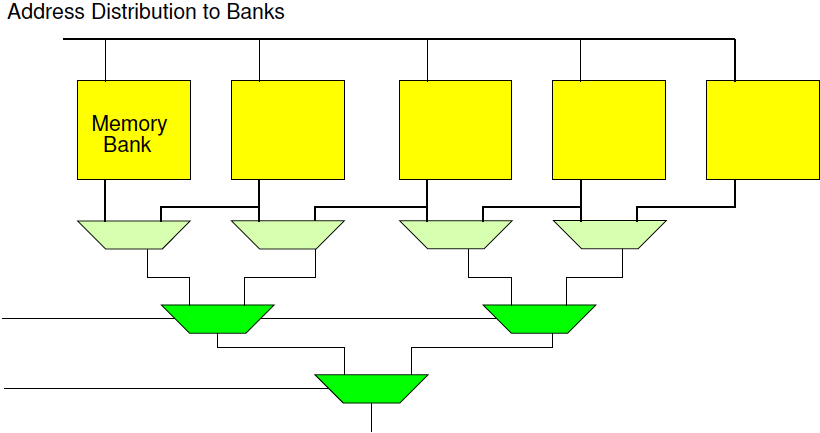 Address Distribution to Banks
Memory
Bank